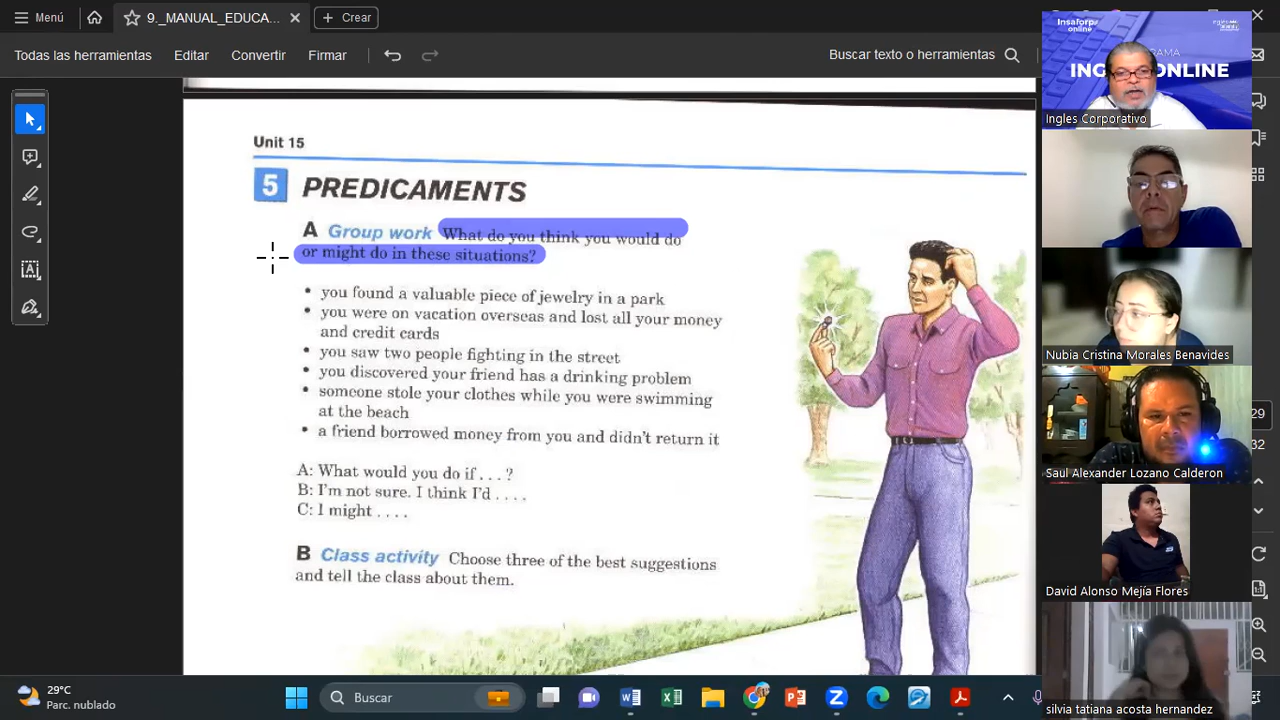 Menú
9._MANUAL_EDUCA...
Crear
Todas las herramientas
Editar
Convertir
Firmar
Buscar texto o herramientas
Unit 15
5 PREDICAMENTS
A Group work What do you think you would do
or might do in these situations?
• you found a valuable piece of jewelry in a park
• you were on vacation overseas and lost all your money
and credit cards
• you saw two people fighting in the street
• you discovered your friend has a drinking problem
• someone stole your clothes while you were swimming
at the beach
• a friend borrowed money from you and didn't return it
A: What would you do if . . . ?
B: I'm not sure. I think I'd . . . .
C: I might . . . .
B Class activity Choose three of the best suggestions
and tell the class about them.
Insaforp
online
Ingles Corporativo
Nubia Cristina Morales Benavides
Saul Alexander Lozano Calderon
David Alonso Mejía Flores
silvia tatiana acosta hernandez
29
32
29°C
Parc. nublado
Buscar